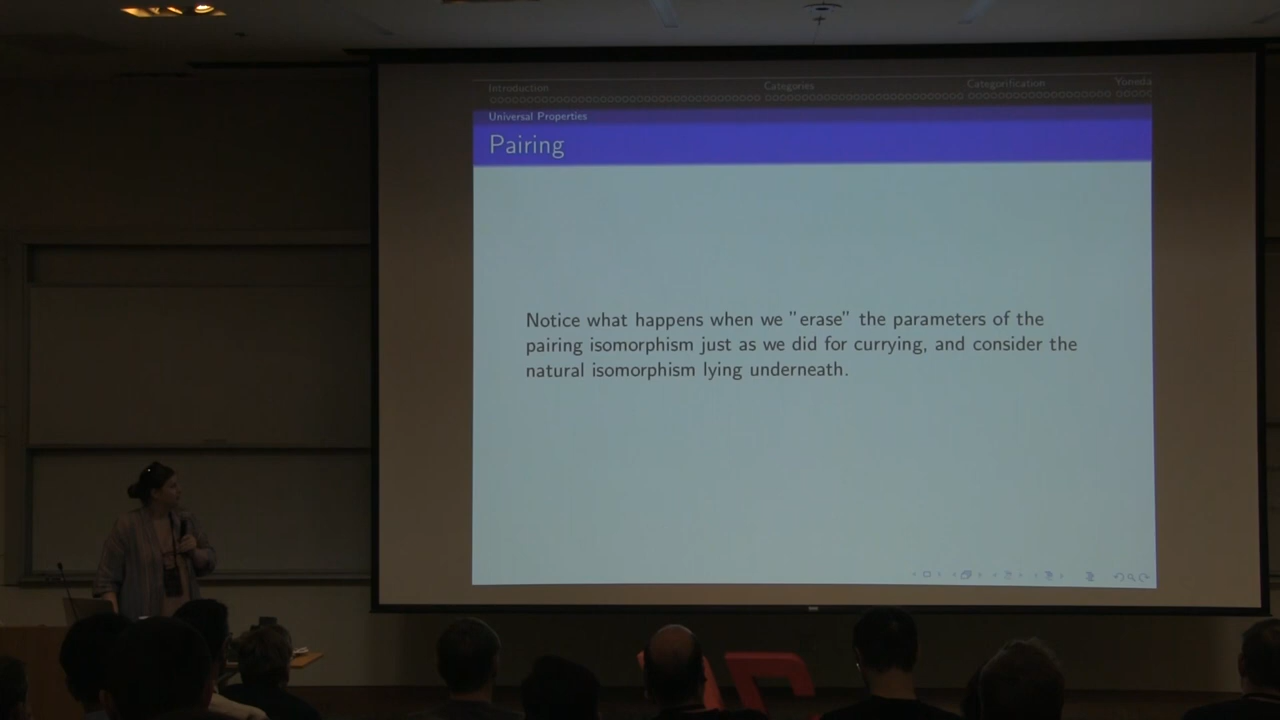 Introduction
Categories
Categorification
Yoneda
Universal Properties
Pairing
Notice what happens when we "erase" the parameters of the
pairing isomorphism just as we did for currying, and consider the
natural isomorphism lying underneath.